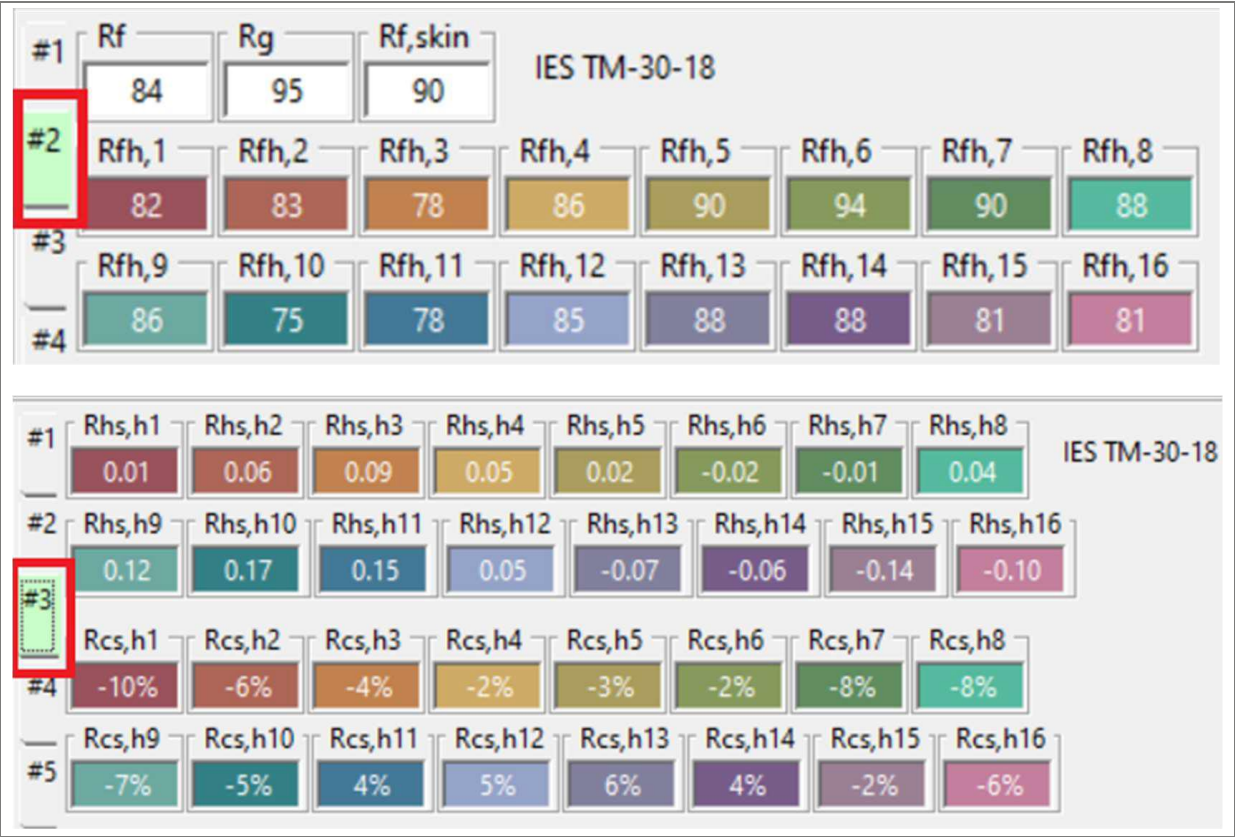 #1 Rf Rg Rf,skin IES TM-30-18
84 95 90
#2 Rfh,1 Rfh,2 Rfh,3 Rfh,4 Rfh,5 Rfh,6 Rfh,7 Rfh,8
82 83 78 86 90 94 90 88
#3 Rfh,9 Rfh,10 Rfh,11 Rfh,12 Rfh,13 Rfh,14 Rfh,15 Rfh,16
#4 86 75 78 85 88 88 81 81
#1 Rhs,h1 Rhs,h2 Rhs,h3 Rhs,h4 Rhs,h5 Rhs,h6 Rhs,h7 Rhs,h8 IES TM-30-18
0.01 0.06 0.09 0.05 0.02 -0.02 -0.01 0.04
#2 Rhs,h9 Rhs,h10 Rhs,h11 Rhs,h12 Rhs,h13 Rhs,h14 Rhs,h15 Rhs,h16
0.12 0.17 0.15 0.05 -0.07 -0.06 -0.14 -0.10
#3 Rcs,h1 Rcs,h2 Rcs,h3 Rcs,h4 Rcs,h5 Rcs,h6 Rcs,h7 Rcs,h8
#4 -10% -6% -4% -2% -3% -2% -8% -8%
Rcs,h9 Rcs,h10 Rcs,h11 Rcs,h12 Rcs,h13 Rcs,h14 Rcs,h15 Rcs,h16
#5 -7% -5% 4% 5% 6% 4% -2% -6%